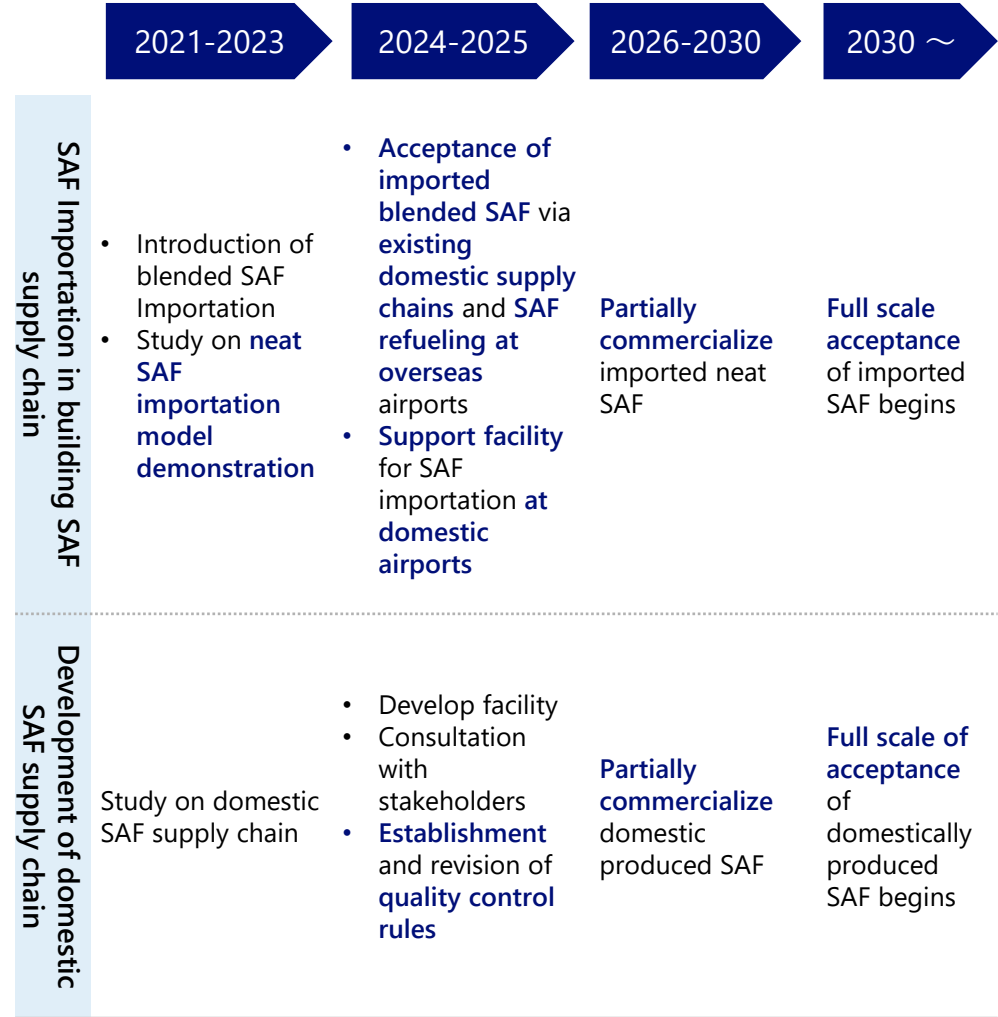 2021-2023
2024-2025
2026-2030
2030 ～
SAF Importation in building SAF
supply chain
• Introduction of
blended SAF
Importation
• Study on neat
SAF
importation
model
demonstration
• Acceptance of
imported
blended SAF via
existing
domestic supply
chains and SAF
refueling at
overseas
airports
• Support facility
for SAF
importation at
domestic
airports
Partially
commercialize
imported neat
SAF
Full scale
acceptance
of imported
SAF begins
Development of domestic
SAF supply chain
Study on domestic
SAF supply chain
• Develop facility
• Consultation
with
stakeholders
• Establishment
and revision of
quality control
rules
Partially
commercialize
domestic
produced SAF
Full scale of
acceptance
of
domestically
produced
SAF begins